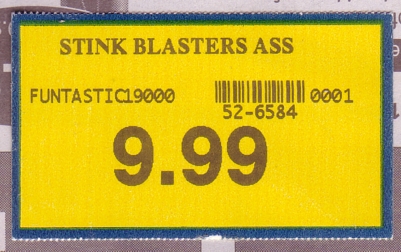 STINK BLASTERS ASS
FUNTASTIC19000 0001
52-6584
9.99